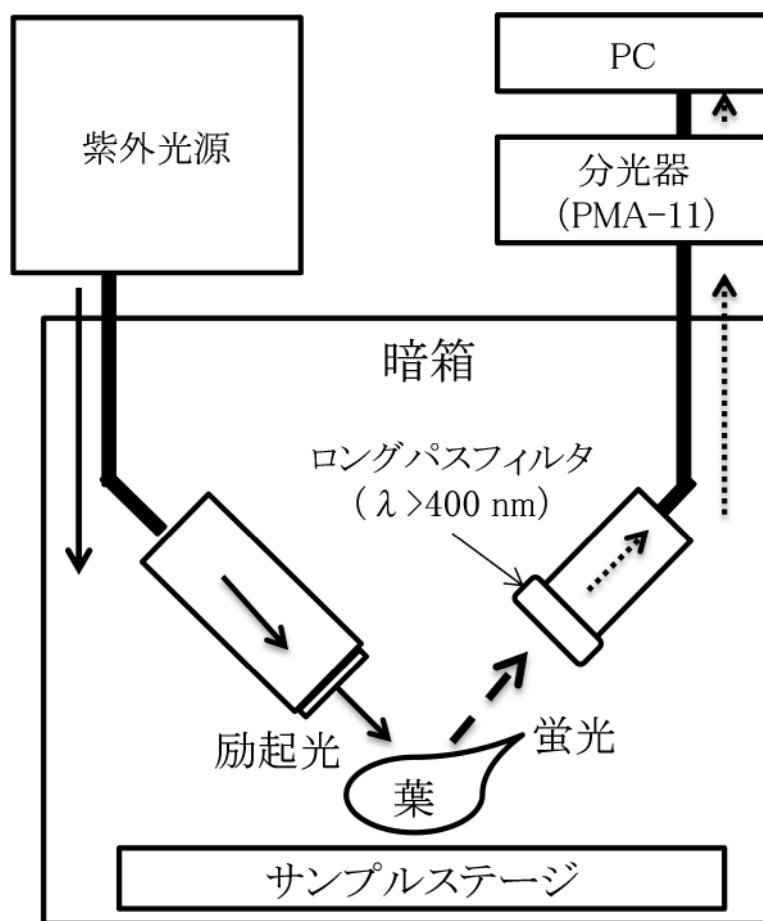 紫外光源
PC
分光器
(PMA-11)
暗箱
ロングパスフィルタ
(λ>400 nm)
励起光
蛍光
葉
サンプルステージ